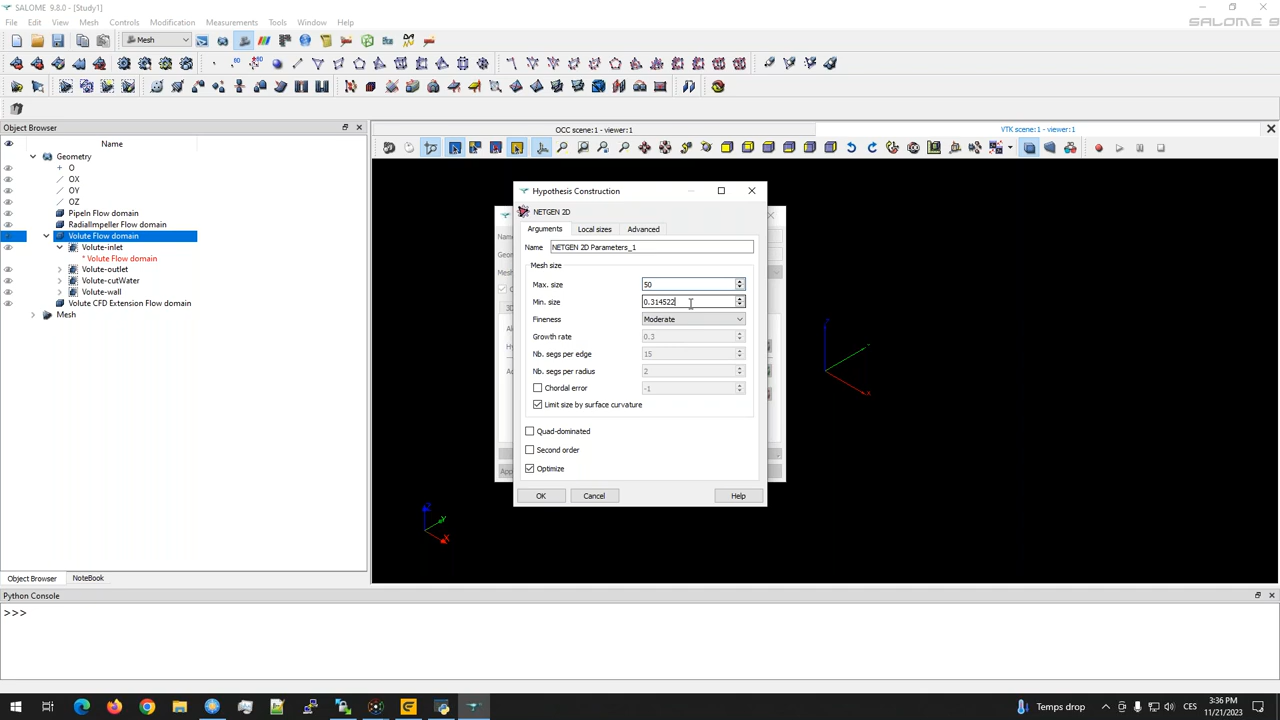 SALOME 9.8.0 - [Study1]
File Edit View Mesh Controls Modification Measurements Tools Window Help
SALOME 9
Mesh
Object Browser
OCC scene:1 - viewer:1
VTK scene:1 - viewer:1
Name
Geometry
O
OX
OY
OZ
PipeIn Flow domain
RadialImpeller Flow domain
Volute Flow domain
Volute-inlet
* Volute Flow domain
Volute-outlet
Volute-cutWater
Volute-wall
Volute CFD Extension Flow domain
Mesh
Hypothesis Construction
NETGEN 2D
Arguments Local sizes Advanced
Name NETGEN 2D Parameters_1
Mesh size
Max. size 50
Min. size 0.314522
Fineness Moderate
Growth rate 0.3
Nb. segs per edge 15
Nb. segs per radius 2
Chordal error -1
Limit size by surface curvature
Quad-dominated
Second order
Optimize
OK Cancel Help
Object Browser NoteBook
Python Console
>>>
Temps drop
CES
3:36 PM
11/21/2023